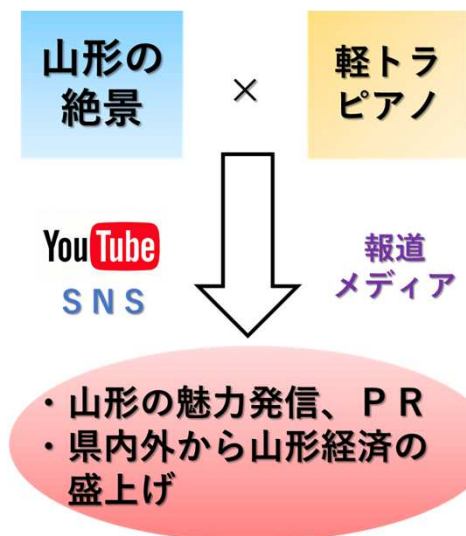 山形の
絶景
×
軽トラ
ピアノ
YouTube
SNS
報道
メディア
・山形の魅力発信、ＰＲ
・県内外から山形経済の
盛上げ